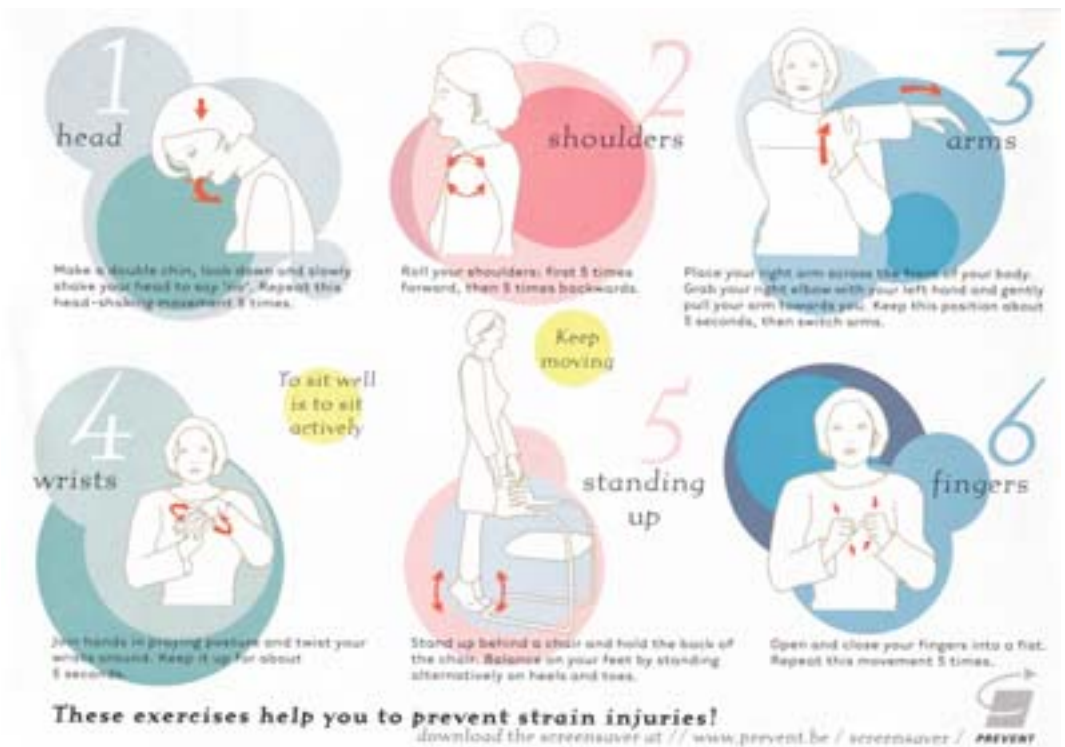 1
head
Make a double chin, look down and slowly
shake your head to say 'no'. Repeat this
head-shaking movement 5 times.
2
shoulders
Roll your shoulders: first 5 times
forward, then 5 times backwards.
3
arms
Place your right arm across the front of your body.
Grab your right elbow with your left hand and gently
pull your arm towards you. Keep this position about
5 seconds, then switch arms.
4
wrists
Join hands in praying posture and twist your
wrists around. Keep it up for about
5 seconds.
To sit well
is to sit
actively
Keep
moving
5
standing
up
Stand up behind a chair and hold the back of
the chair. Balance on your feet by standing
alternatively on heels and toes.
6
fingers
Open and close your fingers into a fist.
Repeat this movement 5 times.
These exercises help you to prevent strain injuries!
download the screensaver at // www.prevent.be / screensaver /
PREVENT